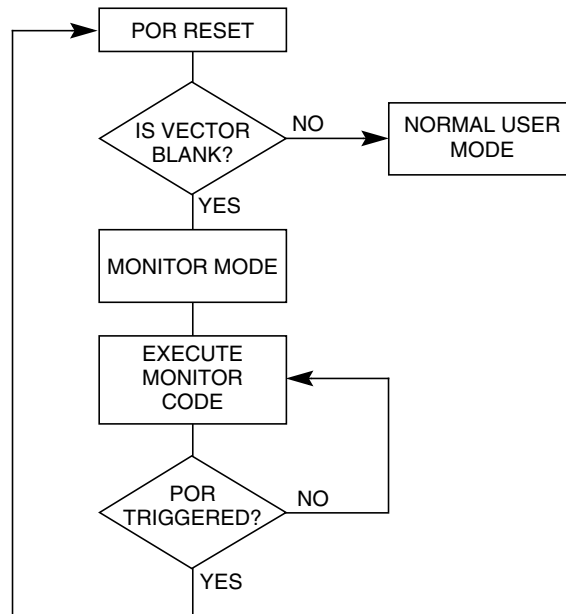 POR RESET
IS VECTOR
BLANK?
NO
NORMAL USER
MODE
YES
MONITOR MODE
EXECUTE
MONITOR
CODE
POR
TRIGGERED?
NO
YES